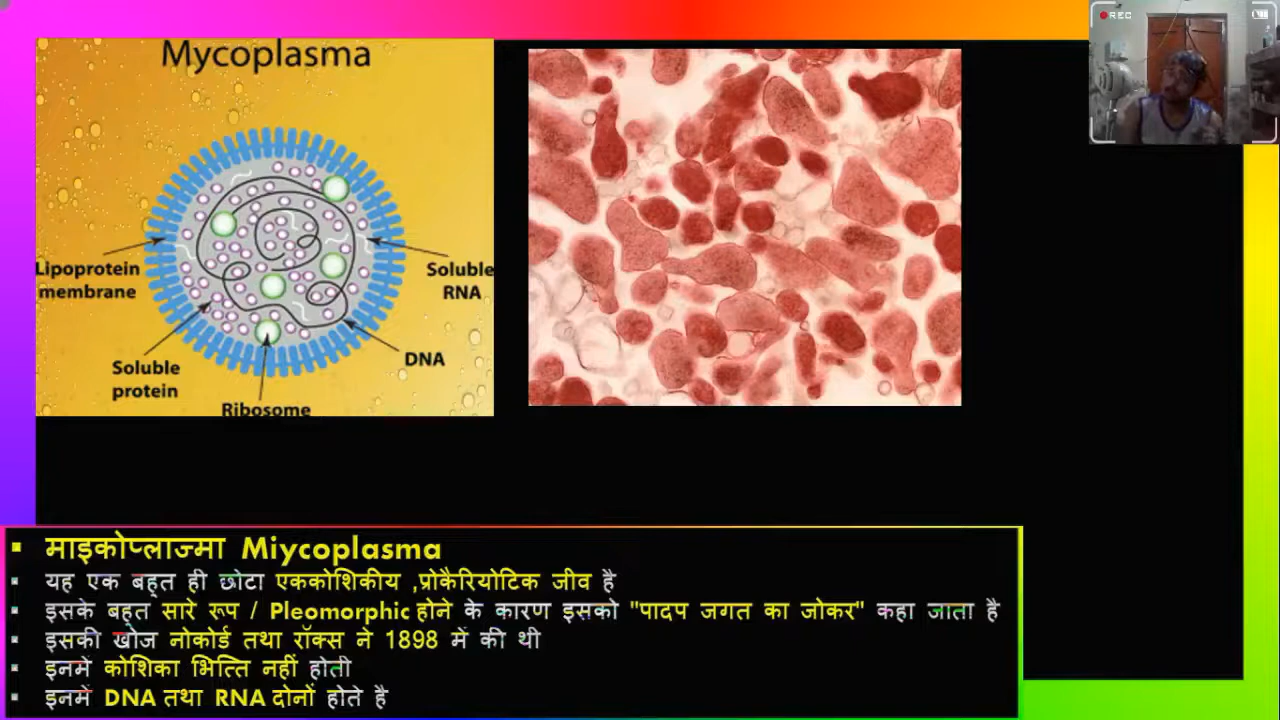 REC
Mycoplasma
Lipoprotein
membrane
Soluble
RNA
Soluble
protein
DNA
Ribosome
माइकोप्लाज्मा Miycoplasma
यह एक बहुत ही छोटा एककोशिकीय ,प्रोकैरियोटिक जीव है
इसके बहुत सारे रूप / Pleomorphic होने के कारण इसको "पादप जगत का जोकर" कहा जाता है
इसकी खोज नोकोर्ड तथा रॉक्स ने 1898 में की थी
इनमें कोशिका भित्ति नहीं होती
इनमें DNA तथा RNA दोनों होते है